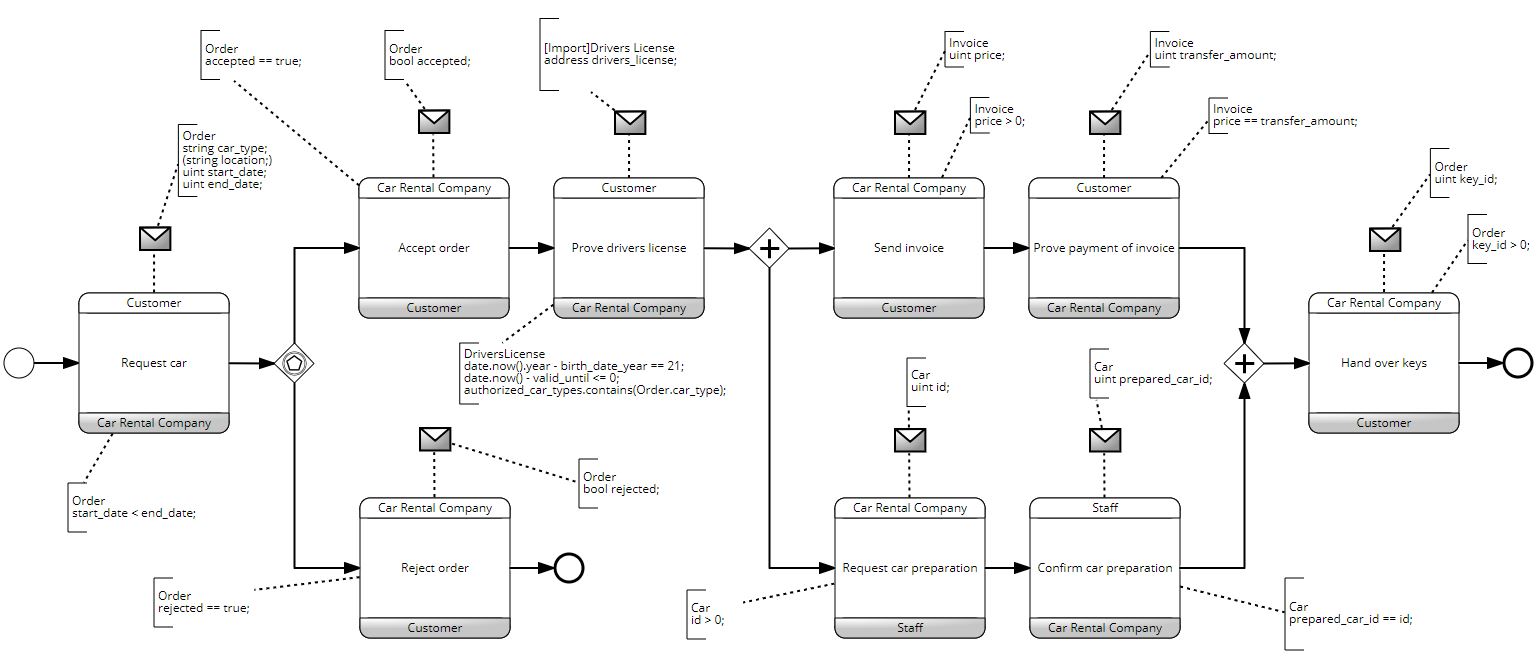 Order
accepted == true;
Order
bool accepted;
[Import]Drivers License
address drivers_license;
Invoice
uint price;
Invoice
uint transfer_amount;
Invoice
price > 0;
Invoice
price == transfer_amount;
Order
string car_type;
(string location;)
uint start_date;
uint end_date;
Order
uint key_id;
Order
key_id > 0;
Car Rental Company
Accept order
Customer
Customer
Prove drivers license
Car Rental Company
Car Rental Company
Send invoice
Customer
Customer
Prove payment of invoice
Car Rental Company
Customer
Request car
Car Rental Company
Car Rental Company
Hand over keys
Customer
DriversLicense
date.now().year - birth_date_year == 21;
date.now() - valid_until <= 0;
authorized_car_types.contains(Order.car_type);
Car
uint id;
Car
uint prepared_car_id;
Order
start_date < end_date;
Order
bool rejected;
Car Rental Company
Reject order
Customer
Car Rental Company
Request car preparation
Staff
Staff
Confirm car preparation
Car Rental Company
Order
rejected == true;
Car
id > 0;
Car
prepared_car_id == id;